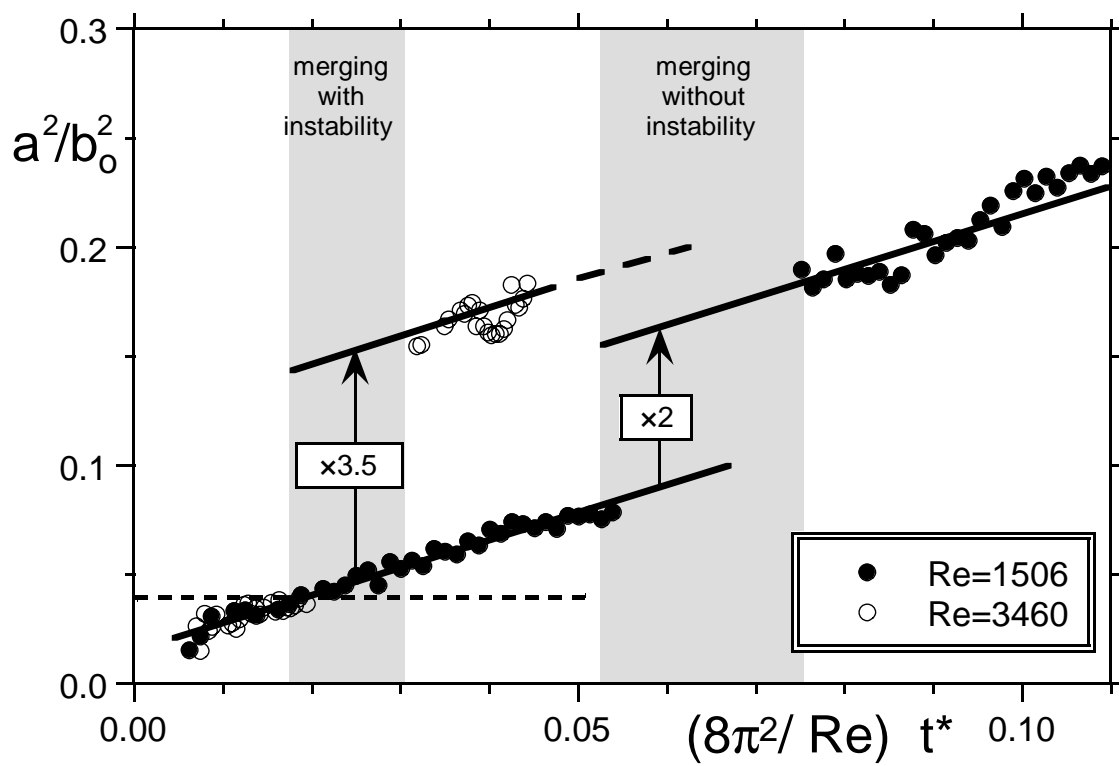 0.3
merging
with
instability
merging
without
instability
a²/b²ₒ
0.2
×3.5
×2
0.1
Re=1506
Re=3460
0.0
0.00
0.05
(8π²/ Re) t*
0.10